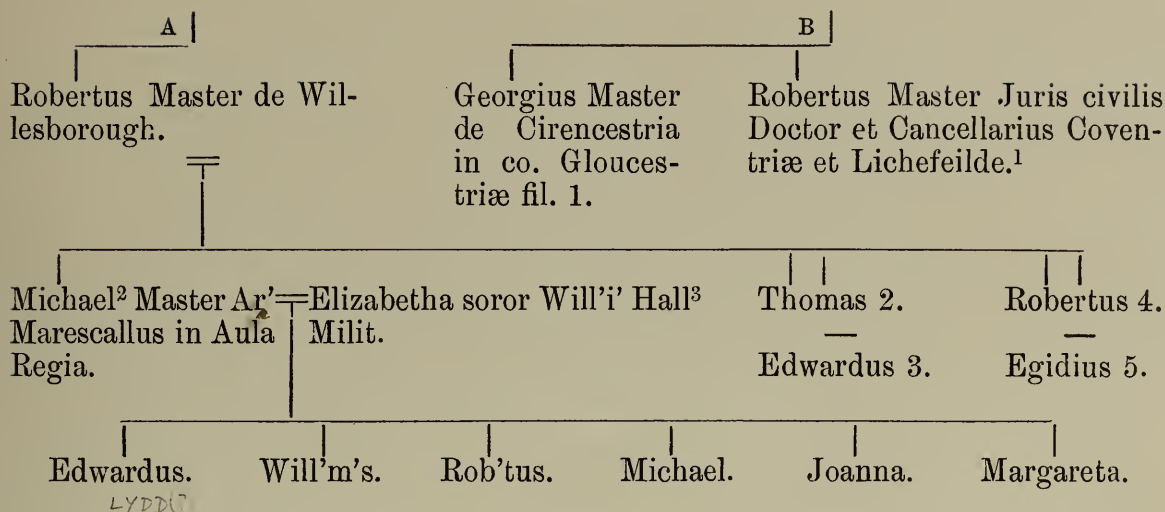 A B
Robertus Master de Wil-
lesborough.
Georgius Master
de Cirencestria
in co. Glouces-
triæ fil. 1.
Robertus Master Juris civilis
Doctor et Cancellarius Coven-
triæ et Lichefeilde.¹
Michael² Master Ar'
Marescallus in Aula
Regia.
Elizabetha soror Will'i' Hall³
Milit.
Thomas 2.
Edwardus 3.
Robertus 4.
Egidius 5.
Edwardus. Will'm's. Rob'tus. Michael. Joanna. Margareta.